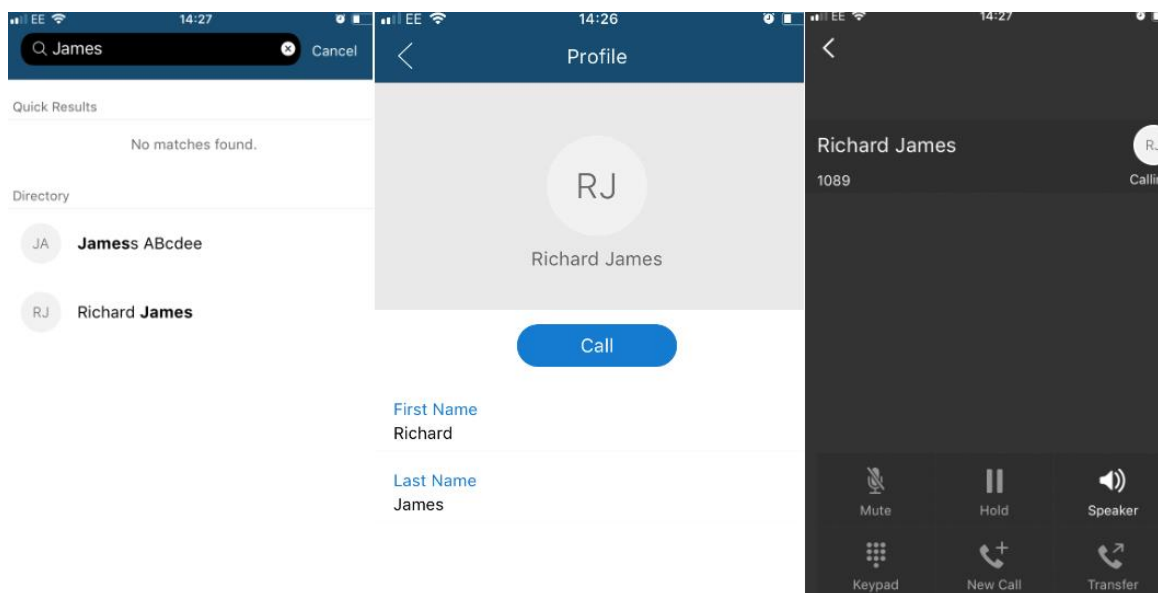 EE 14:27
James Cancel
Quick Results
No matches found.
Directory
JA Jamess ABcdee
RJ Richard James
EE 14:26
Profile
RJ
Richard James
Call
First Name
Richard
Last Name
James
EE 14:27
Richard James RJ
1089 Callin
Mute Hold Speaker
Keypad New Call Transfer